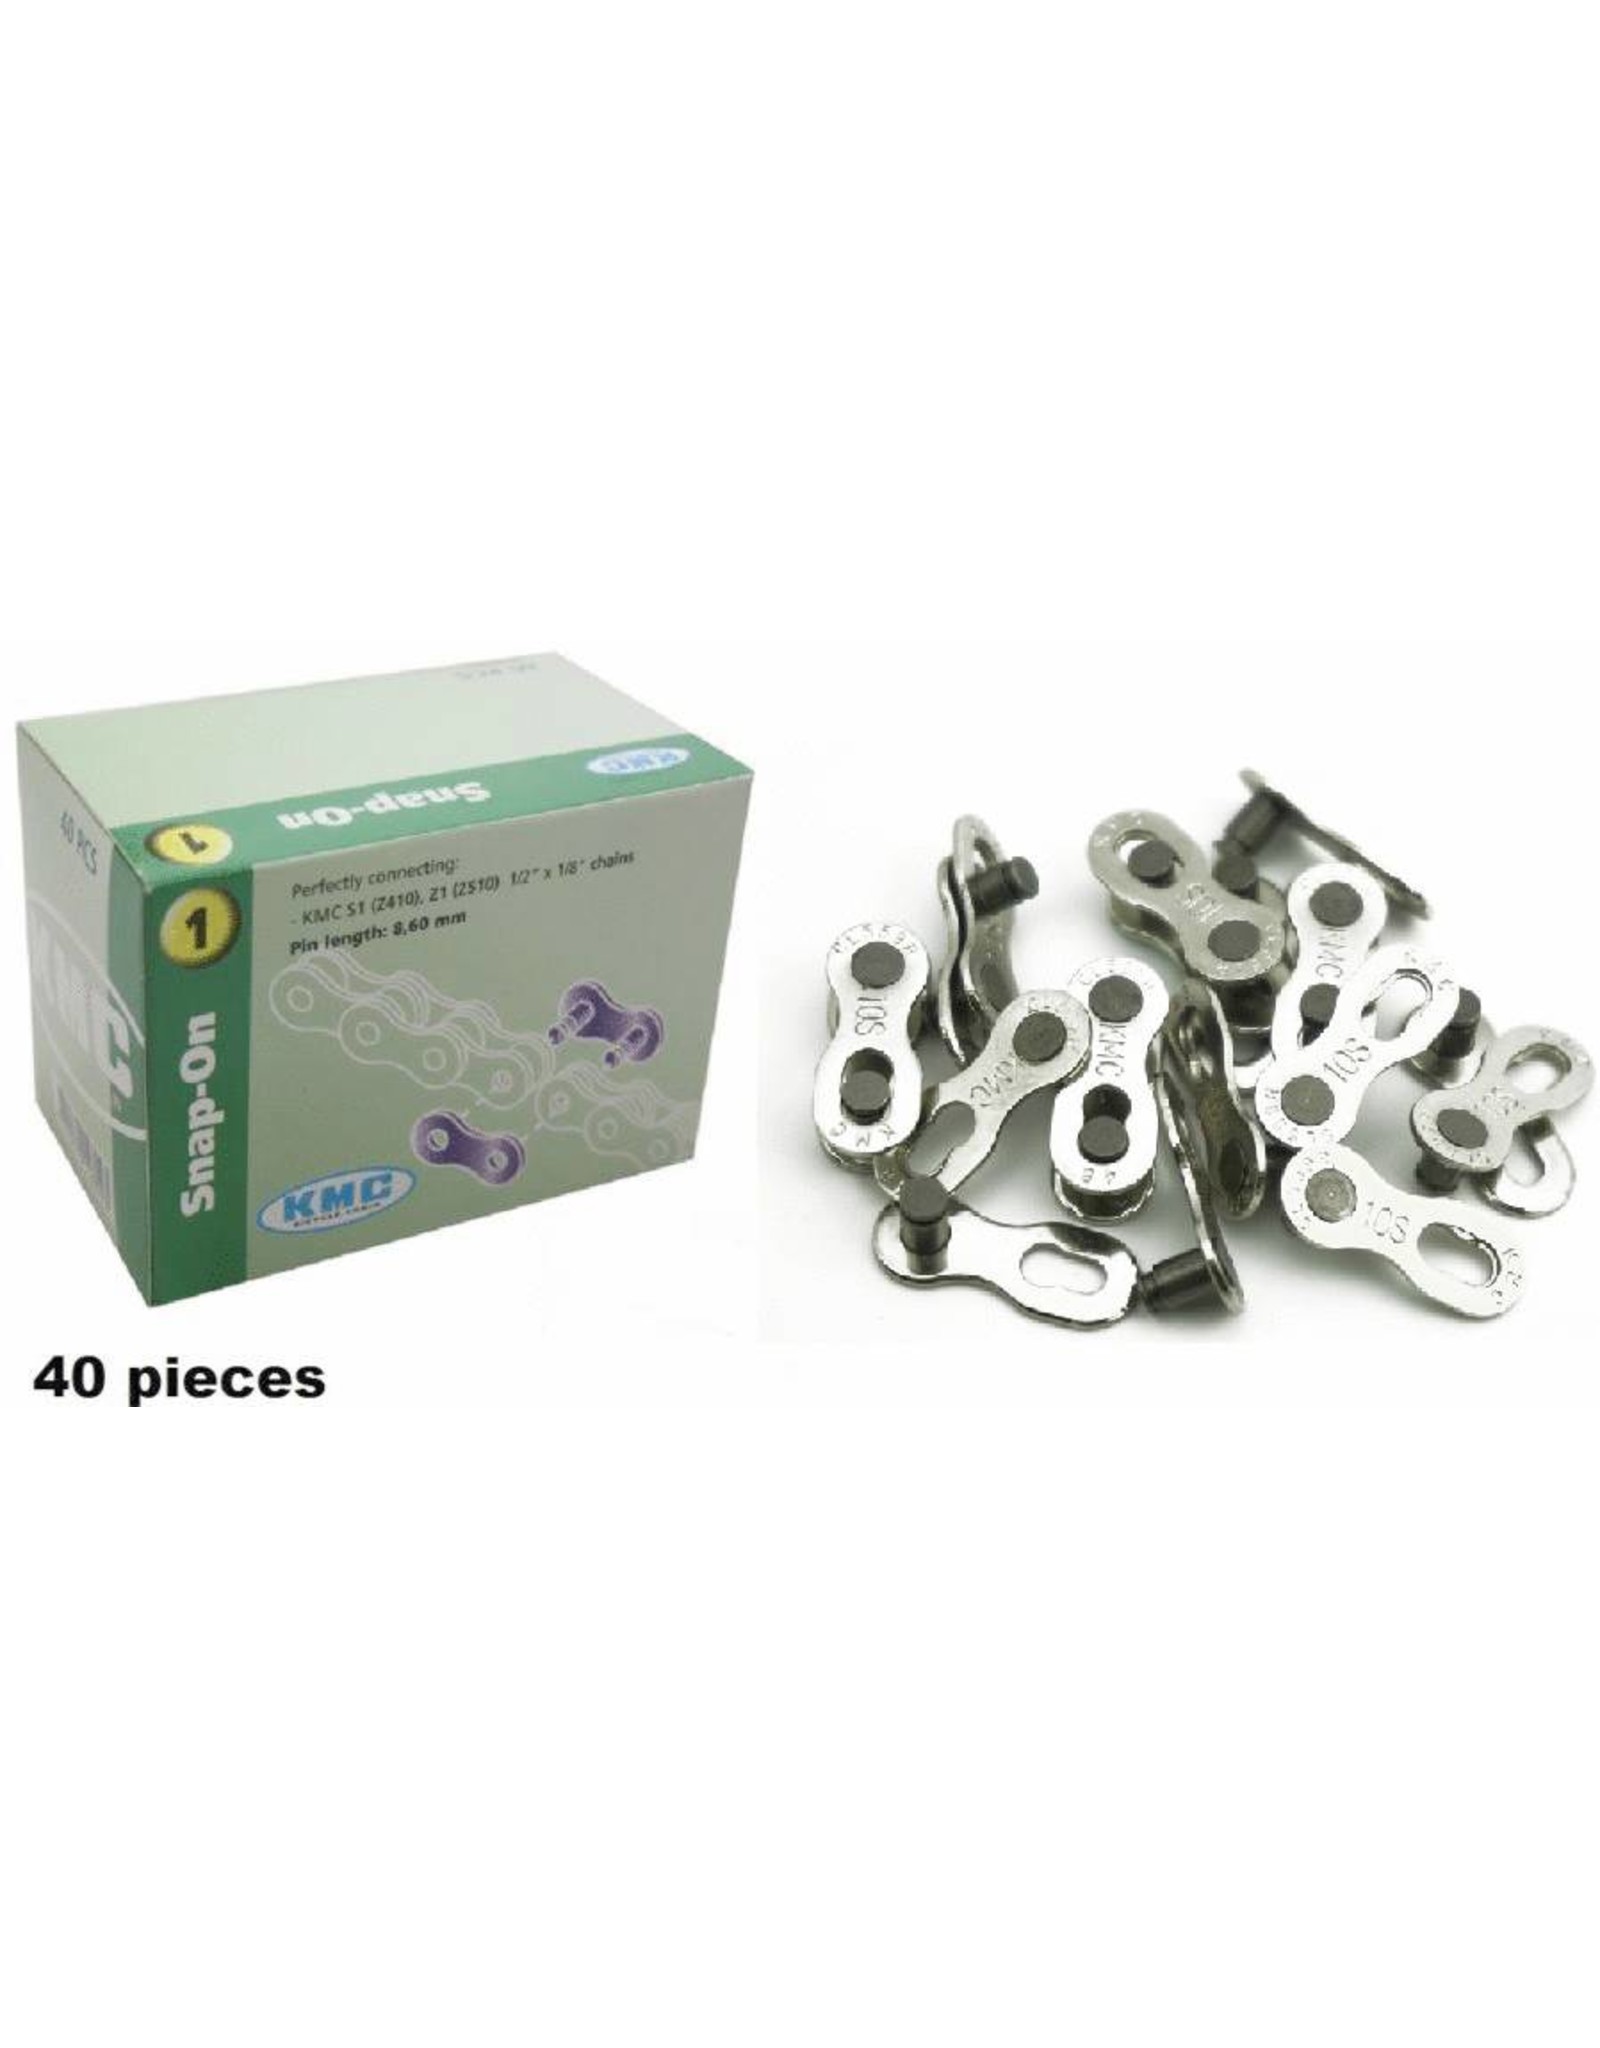 40 PCS
KMC
Snap-On
1
1
Snap-On
Perfectly connecting:
- KMC S1 (Z410), Z1 (Z510) 1/2" x 1/8" chains
Pin length: 8,60 mm
KMC
10S
KMC
KMC
KMC
10S
KMC
10S
10S
KMC
40 pieces